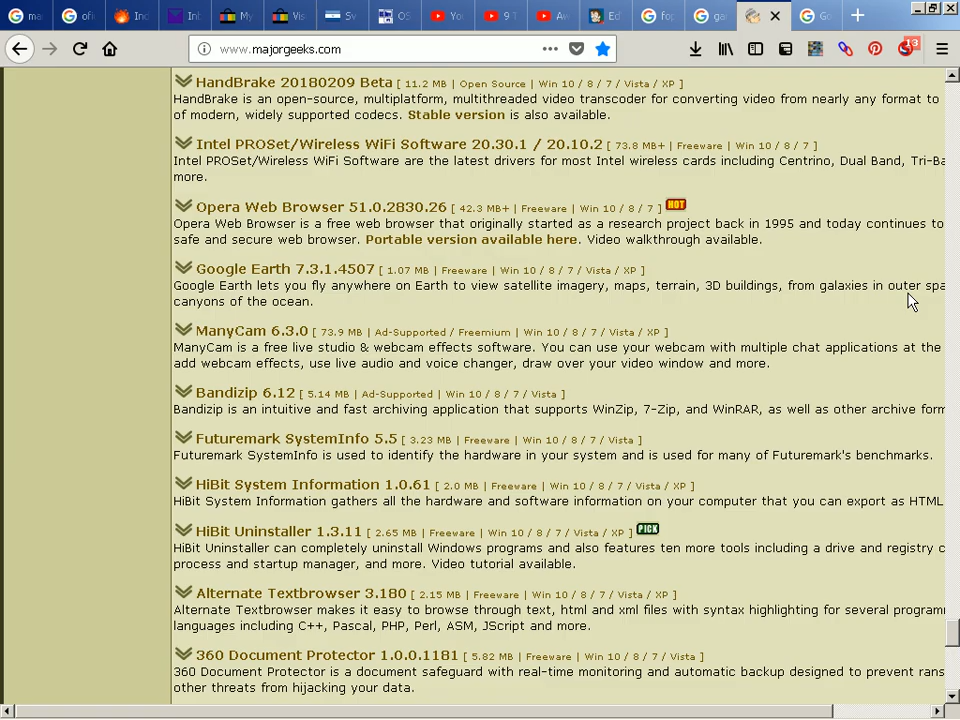 ma
ofi
Inc
Inl
My
Vis
Sv
OS
Yo
9 T
Aw
Ed
fop
ga
Go
www.majorgeeks.com
13
HandBrake 20180209 Beta [ 11.2 MB | Open Source | Win 10 / 8 / 7 / Vista / XP ]
HandBrake is an open-source, multiplatform, multithreaded video transcoder for converting video from nearly any format to
of modern, widely supported codecs. Stable version is also available.
Intel PROSet/Wireless WiFi Software 20.30.1 / 20.10.2 [ 73.8 MB+ | Freeware | Win 10 / 8 / 7 ]
Intel PROSet/Wireless WiFi Software are the latest drivers for most Intel wireless cards including Centrino, Dual Band, Tri-Ba
more.
Opera Web Browser 51.0.2830.26 [ 42.3 MB+ | Freeware | Win 10 / 8 / 7 ] HOT
Opera Web Browser is a free web browser that originally started as a research project back in 1995 and today continues to
safe and secure web browser. Portable version available here. Video walkthrough available.
Google Earth 7.3.1.4507 [ 1.07 MB | Freeware | Win 10 / 8 / 7 / Vista / XP ]
Google Earth lets you fly anywhere on Earth to view satellite imagery, maps, terrain, 3D buildings, from galaxies in outer spa
canyons of the ocean.
ManyCam 6.3.0 [ 73.9 MB | Ad-Supported / Freemium | Win 10 / 8 / 7 / Vista / XP ]
ManyCam is a free live studio & webcam effects software. You can use your webcam with multiple chat applications at the
add webcam effects, use live audio and voice changer, draw over your video window and more.
Bandizip 6.12 [ 5.14 MB | Ad-Supported | Win 10 / 8 / 7 / Vista ]
Bandizip is an intuitive and fast archiving application that supports WinZip, 7-Zip, and WinRAR, as well as other archive form
Futuremark SystemInfo 5.5 [ 3.23 MB | Freeware | Win 10 / 8 / 7 / Vista ]
Futuremark SystemInfo is used to identify the hardware in your system and is used for many of Futuremark's benchmarks.
HiBit System Information 1.0.61 [ 2.0 MB | Freeware | Win 10 / 8 / 7 / Vista / XP ]
HiBit System Information gathers all the hardware and software information on your computer that you can export as HTML
HiBit Uninstaller 1.3.11 [ 2.65 MB | Freeware | Win 10 / 8 / 7 / Vista / XP ] PICK
HiBit Uninstaller can completely uninstall Windows programs and also features ten more tools including a drive and registry c
process and startup manager, and more. Video tutorial available.
Alternate Textbrowser 3.180 [ 2.15 MB | Freeware | Win 10 / 8 / 7 / Vista / XP ]
Alternate Textbrowser makes it easy to browse through text, html and xml files with syntax highlighting for several programm
languages including C++, Pascal, PHP, Perl, ASM, JScript and more.
360 Document Protector 1.0.0.1181 [ 5.82 MB | Freeware | Win 10 / 8 / 7 / Vista ]
360 Document Protector is a document safeguard with real-time monitoring and automatic backup designed to prevent rans
other threats from hijacking your data.